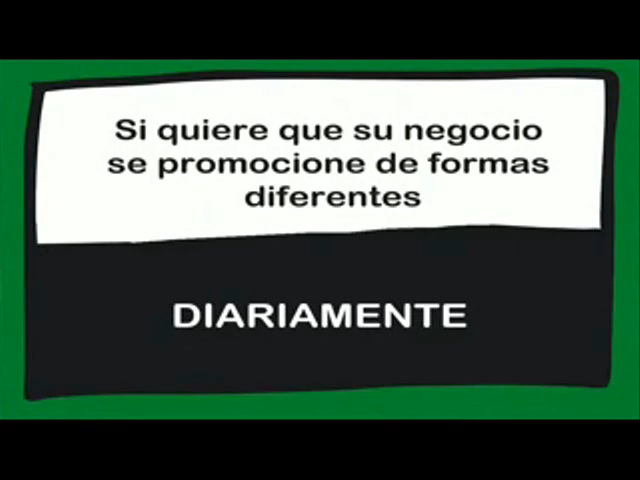 Si quiere que su negocio
se promocione de formas
diferentes
DIARIAMENTE